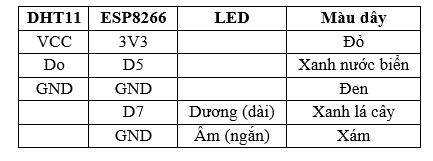 DHT11 ESP8266 LED Màu dây
VCC 3V3 Đỏ
Do D5 Xanh nước biển
GND GND Đen
D7 Dương (dài) Xanh lá cây
GND Âm (ngắn) Xám